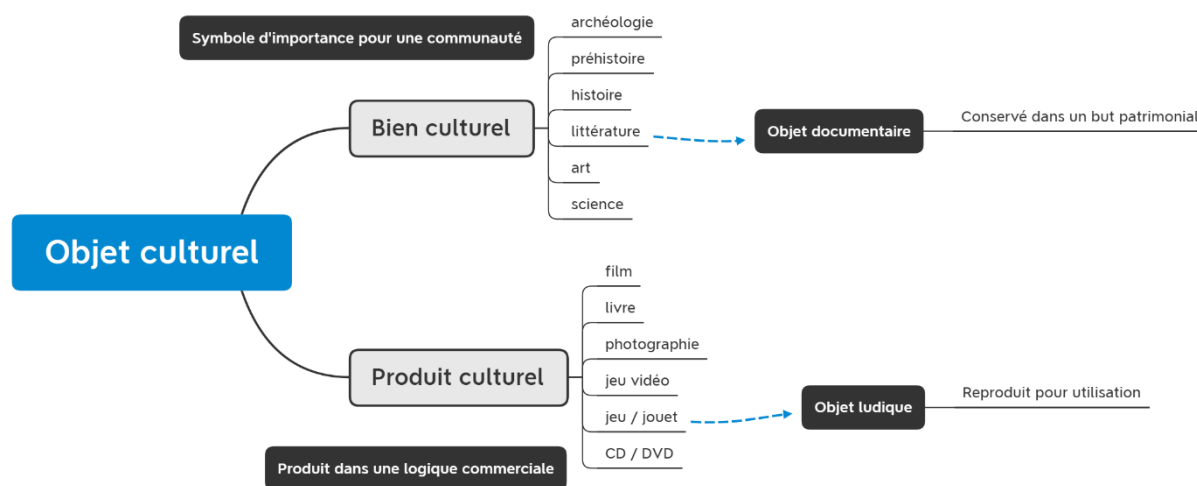 Symbole d'importance pour une communauté
archéologie
préhistoire
histoire
Bien culturel
littérature
Objet documentaire
Conservé dans un but patrimonial
art
science
Objet culturel
film
livre
photographie
Produit culturel
jeu vidéo
jeu / jouet
Objet ludique
Reproduit pour utilisation
CD / DVD
Produit dans une logique commerciale